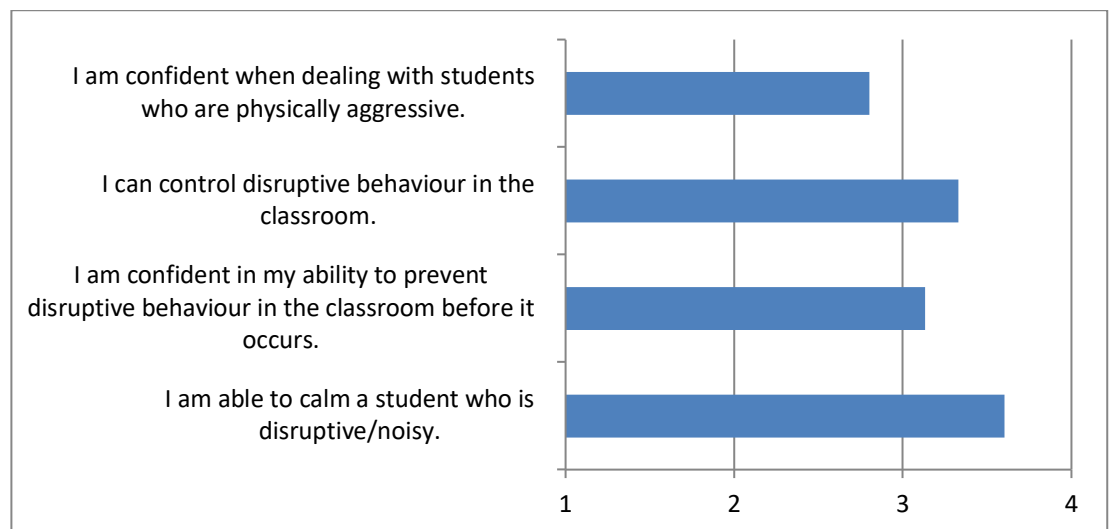 I am confident when dealing with students
who are physically aggressive.
I can control disruptive behaviour in the
classroom.
I am confident in my ability to prevent
disruptive behaviour in the classroom before it
occurs.
I am able to calm a student who is
disruptive/noisy.
1 2 3 4